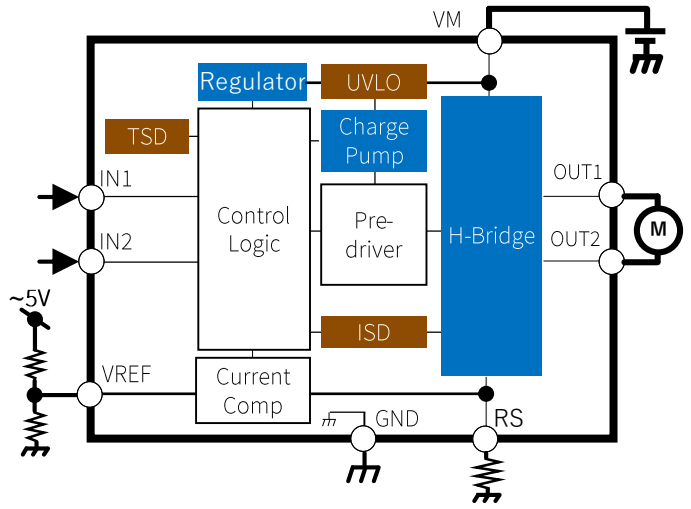 VM
Regulator
UVLO
TSD
Charge
Pump
IN1
OUT1
Control
Logic
Pre-
driver
H-Bridge
M
IN2
OUT2
~5V
ISD
VREF
Current
Comp
GND
RS